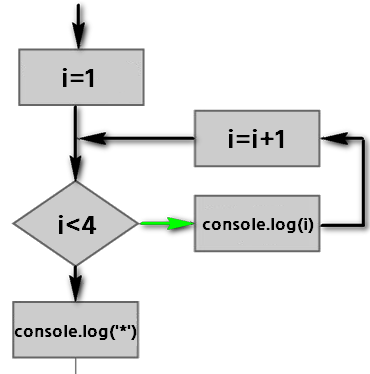 i=1
i=i+1
i<4
console.log(i)
console.log('*')